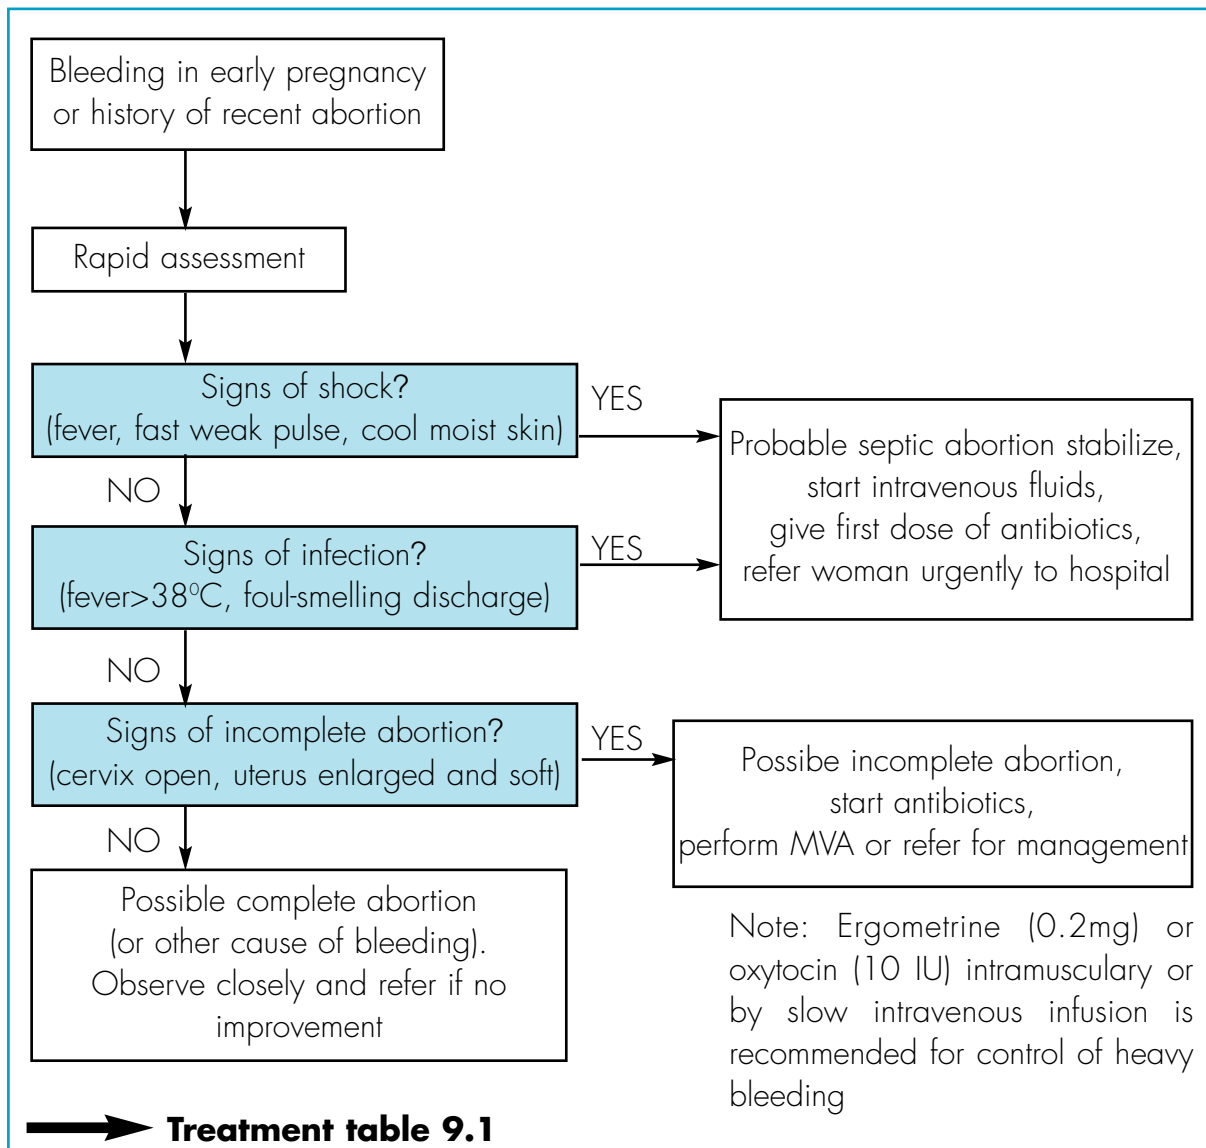 Bleeding in early pregnancy
or history of recent abortion
Rapid assessment
Signs of shock?
(fever, fast weak pulse, cool moist skin)
YES
Probable septic abortion stabilize,
start intravenous fluids,
give first dose of antibiotics,
refer woman urgently to hospital
NO
Signs of infection?
(fever>38⁰C, foul-smelling discharge)
YES
NO
Signs of incomplete abortion?
(cervix open, uterus enlarged and soft)
YES
Possibe incomplete abortion,
start antibiotics,
perform MVA or refer for management
NO
Possible complete abortion
(or other cause of bleeding).
Observe closely and refer if no
improvement
Note: Ergometrine (0.2mg) or
oxytocin (10 IU) intramusculary or
by slow intravenous infusion is
recommended for control of heavy
bleeding
Treatment table 9.1